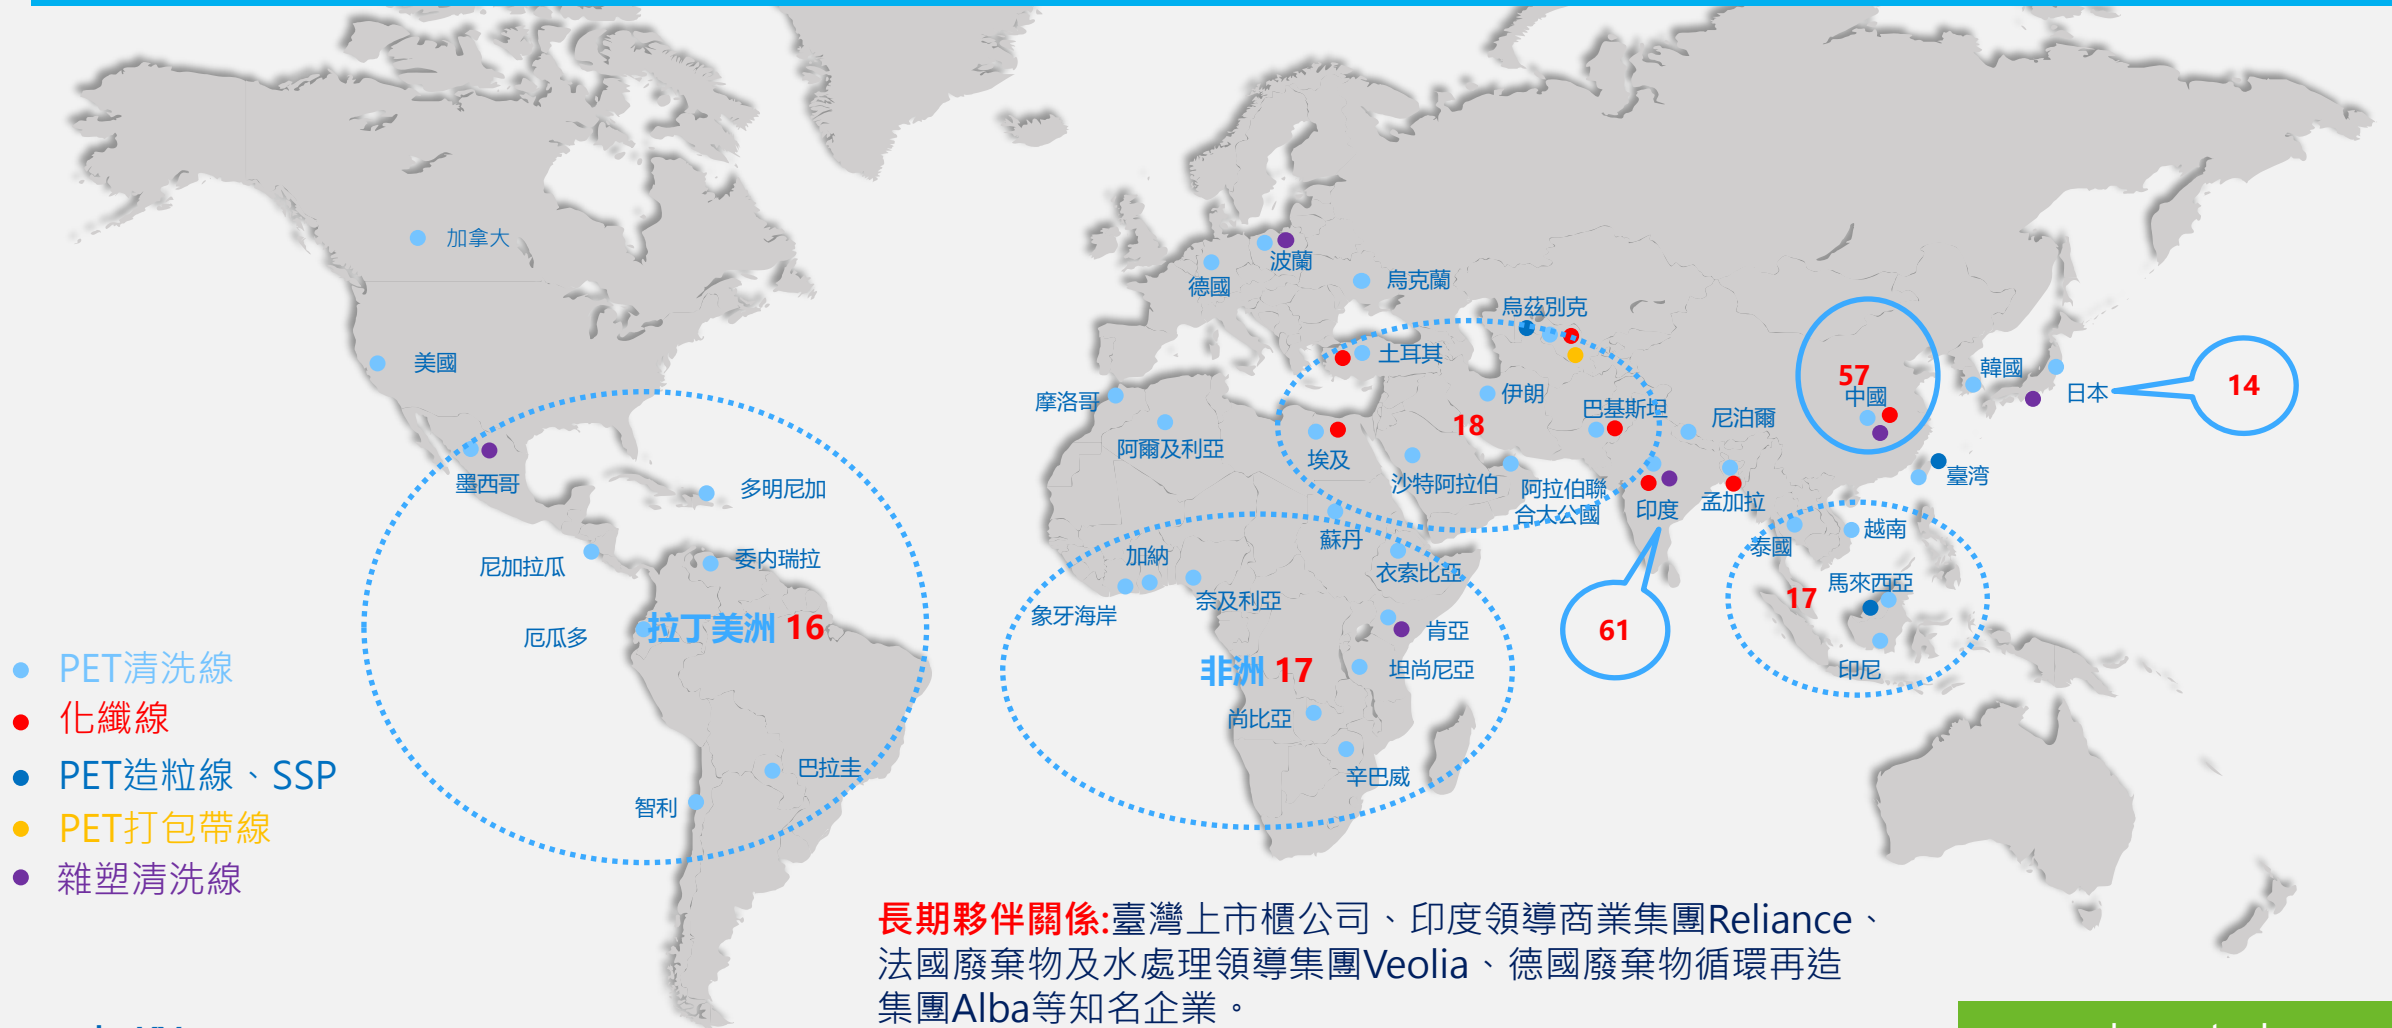 加拿大
美國
墨西哥
多明尼加
尼加拉瓜
委内瑞拉
厄瓜多
拉丁美洲 16
巴拉圭
智利
德國
波蘭
烏克蘭
烏茲別克
土耳其
伊朗
18
巴基斯坦
摩洛哥
阿爾及利亞
埃及
沙特阿拉伯
阿拉伯聯
合大公國
尼泊爾
印度
孟加拉
61
57
中國
韓國
日本
14
臺湾
泰國
越南
馬來西亞
17
印尼
蘇丹
衣索比亞
加納
象牙海岸
奈及利亞
肯亞
非洲 17
坦尚尼亞
尚比亞
辛巴威
PET清洗線
化纖線
PET造粒線、SSP
PET打包帶線
雜塑清洗線
長期夥伴關係:臺灣上市櫃公司、印度領導商業集團Reliance、
法國廢棄物及水處理領導集團Veolia、德國廢棄物循環再造
集團Alba等知名企業。